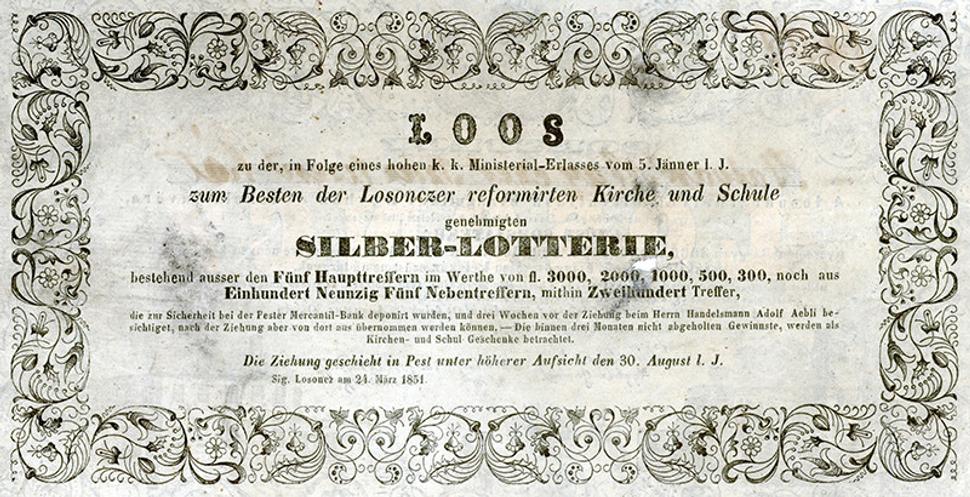 LOOS
zu der, in Folge eines hohen k. k. Ministerial-Erlasses vom 5. Jänner l. J.
zum Besten der Losonczer reformirten Kirche und Schule
genehmigten
SILBER-LOTTERIE,
bestehend ausser den Fünf Haupttreffern im Werthe von fl. 3000, 2000, 1000, 500, 300, noch aus
Einhundert Neunzig Fünf Nebentreffern, mithin Zweihundert Treffer,
die zur Sicherheit bei der Pester Mercantil-Bank deponirt wurden, und drei Wochen vor der Ziehung beim Herrn Handelsmann Adolf Aebli be-
sichtiget, nach der Ziehung aber von dort aus übernommen werden können. — Die binnen drei Monaten nicht abgeholten Gewinnste, werden als
Kirchen- und Schul Geschenke betrachtet.
Die Ziehung geschieht in Pest unter höherer Aufsicht den 30. August l. J.
Sig. Losoncz am 24. März 1851.